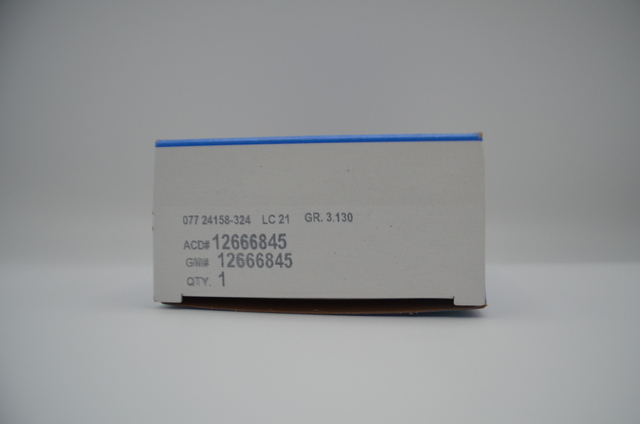 077 24158-324 LC 21 GR. 3.130
ACD# 12666845
GM# 12666845
QTY. 1